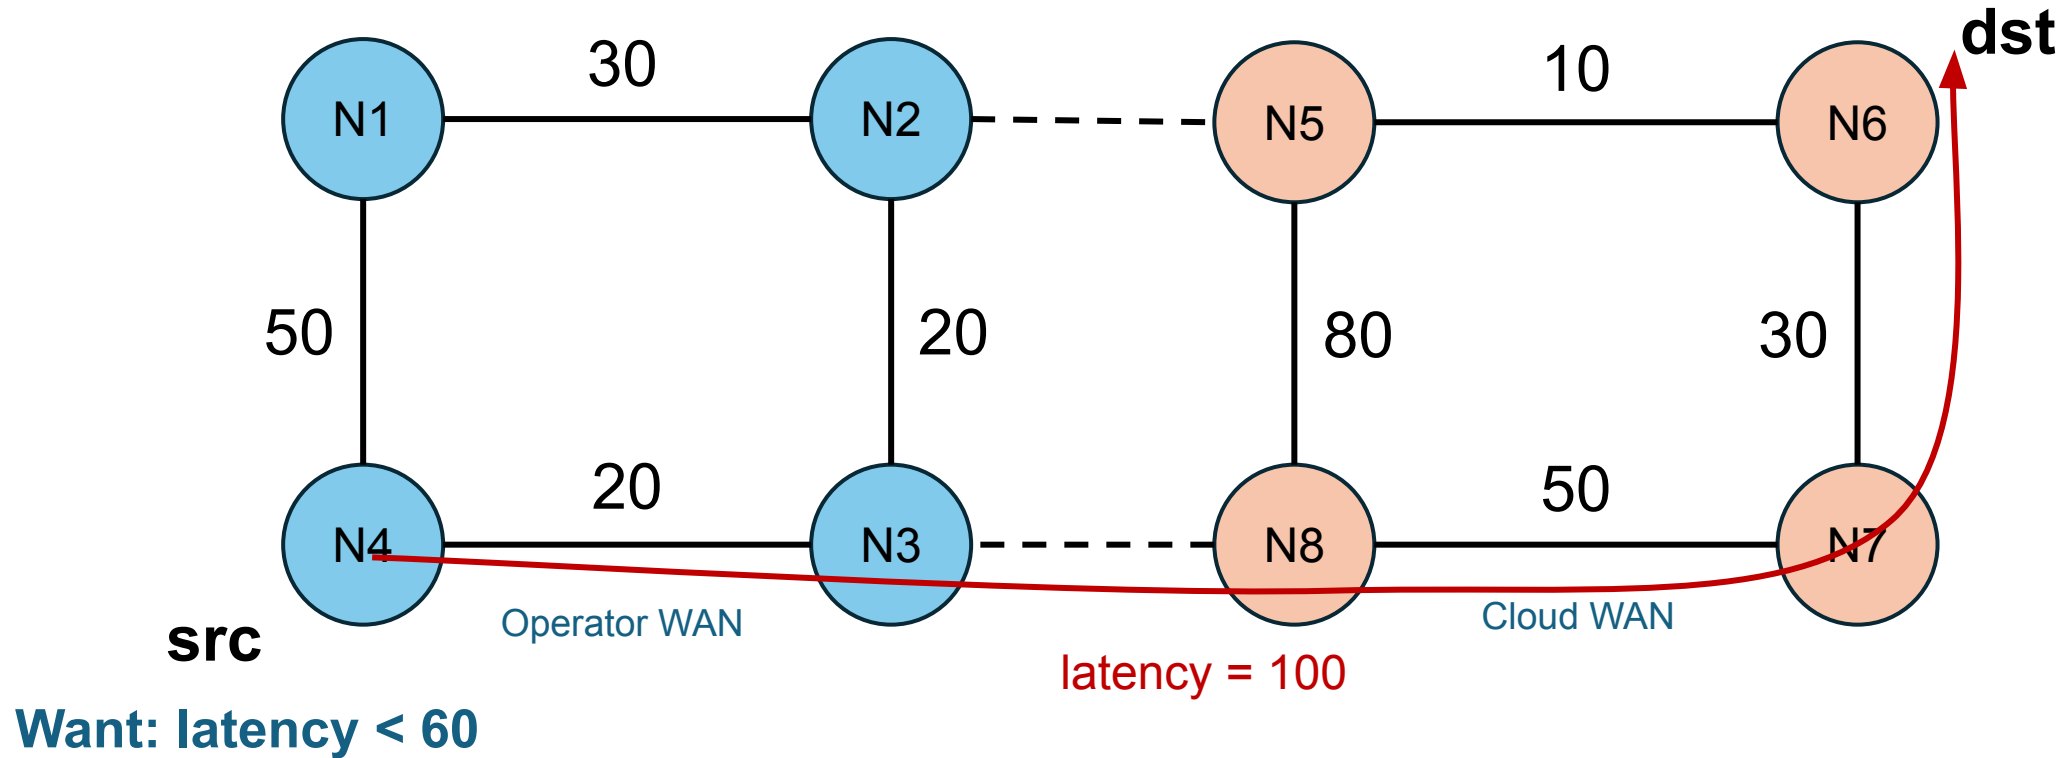 dst
30
10
N1
N2
N5
N6
50
20
80
30
20
50
N4
N3
N8
N7
Operator WAN
Cloud WAN
src
latency = 100
Want: latency < 60